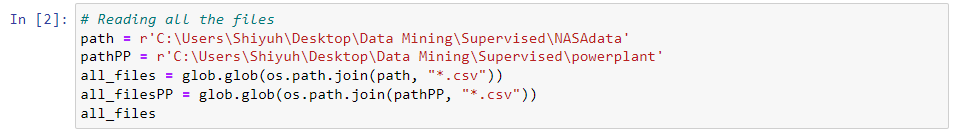 In [2]: # Reading all the files
path = r'C:\Users\Shiyuh\Desktop\Data Mining\Supervised\NASAdata'
pathPP = r'C:\Users\Shiyuh\Desktop\Data Mining\Supervised\powerplant'
all_files = glob.glob(os.path.join(path, "*.csv"))
all_filesPP = glob.glob(os.path.join(pathPP, "*.csv"))
all_files